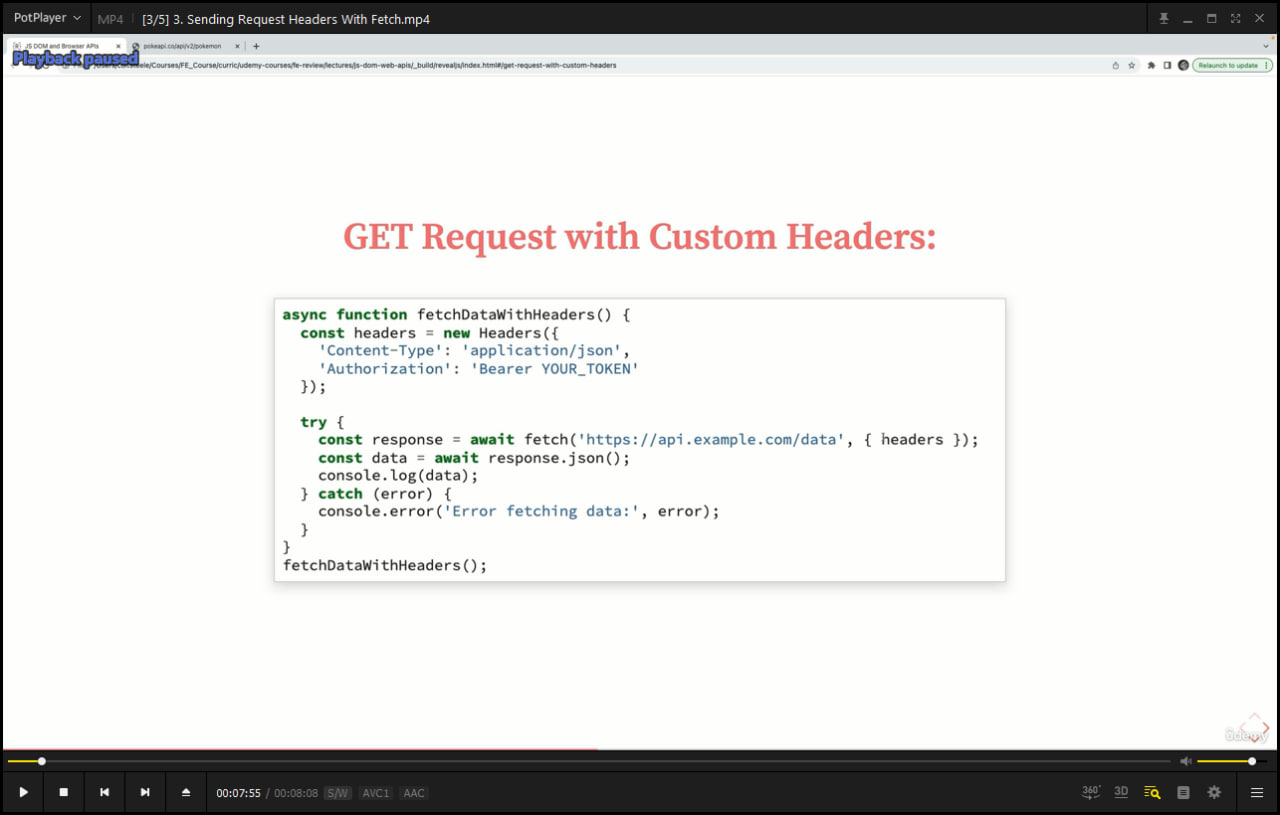 PotPlayer MP4 [3/5] 3. Sending Request Headers With Fetch.mp4
JS DOM and Browser APIs pokeapi.co/api/v2/pokemon
Playback paused
/Courses/FE_Course/curric/udemy-courses/fe-review/lectures/js-dom-web-apis/_build/revealjs/index.html#/get-request-with-custom-headers Relaunch to update
GET Request with Custom Headers:
async function fetchDataWithHeaders() {
const headers = new Headers({
'Content-Type': 'application/json',
'Authorization': 'Bearer YOUR_TOKEN'
});
try {
const response = await fetch('https://api.example.com/data', { headers });
const data = await response.json();
console.log(data);
} catch (error) {
console.error('Error fetching data:', error);
}
}
fetchDataWithHeaders();
udemy
00:07:55 / 00:08:08 S/W AVC1 AAC 360° 3D